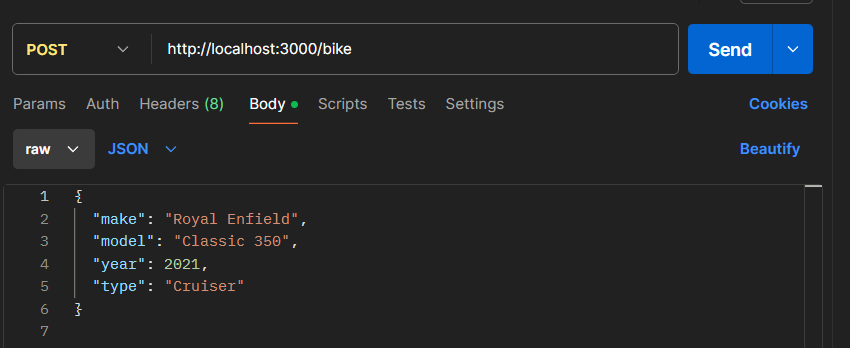 POST http://localhost:3000/bike Send
Params Auth Headers (8) Body Scripts Tests Settings Cookies
raw JSON Beautify
1 {
2 "make": "Royal Enfield",
3 "model": "Classic 350",
4 "year": 2021,
5 "type": "Cruiser"
6 }
7